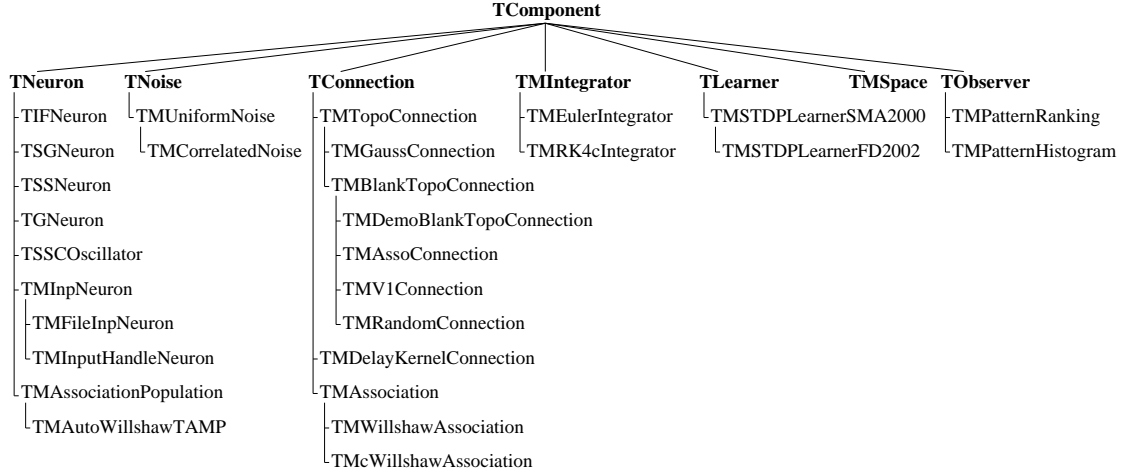 TComponent
TNeuron TNoise TConnection TMIntegrator TLearner TMSpace TObserver
TIFNeuron TMUniformNoise TMTopoConnection TMEulerIntegrator TMSTDPLearnerSMA2000 TMPatternRanking
TSGNeuron TMCorrelatedNoise TMGaussConnection TMRK4cIntegrator TMSTDPLearnerFD2002 TMPatternHistogram
TSSNeuron TMBlankTopoConnection
TGNeuron TMDemoBlankTopoConnection
TSSCOscillator TMAssoConnection
TMInpNeuron TMV1Connection
TMFileInpNeuron TMRandomConnection
TMInputHandleNeuron TMDelayKernelConnection
TMAssociationPopulation TMAssociation
TMAutoWillshawTAMP TMWillshawAssociation
TMcWillshawAssociation